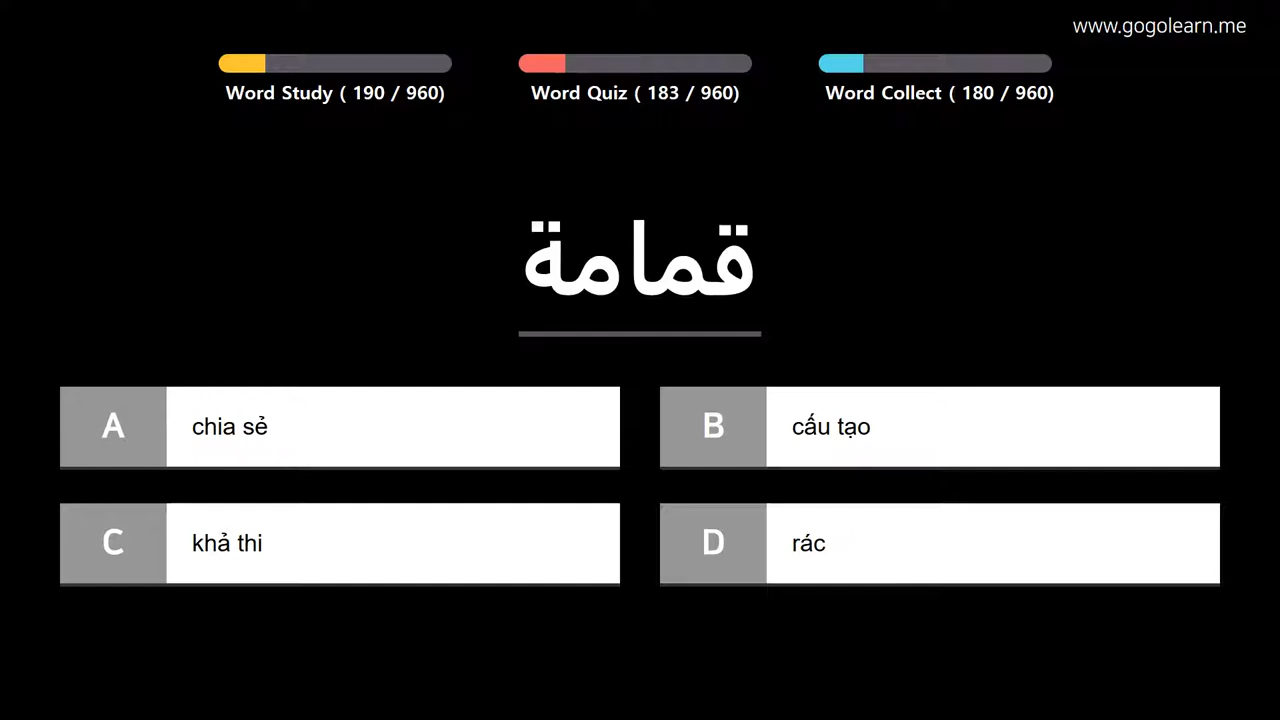 www.gogolearn.me
Word Study ( 190 / 960)
Word Quiz ( 183 / 960)
Word Collect ( 180 / 960)
قمامة
A chia sẻ
B cấu tạo
C khả thi
D rác